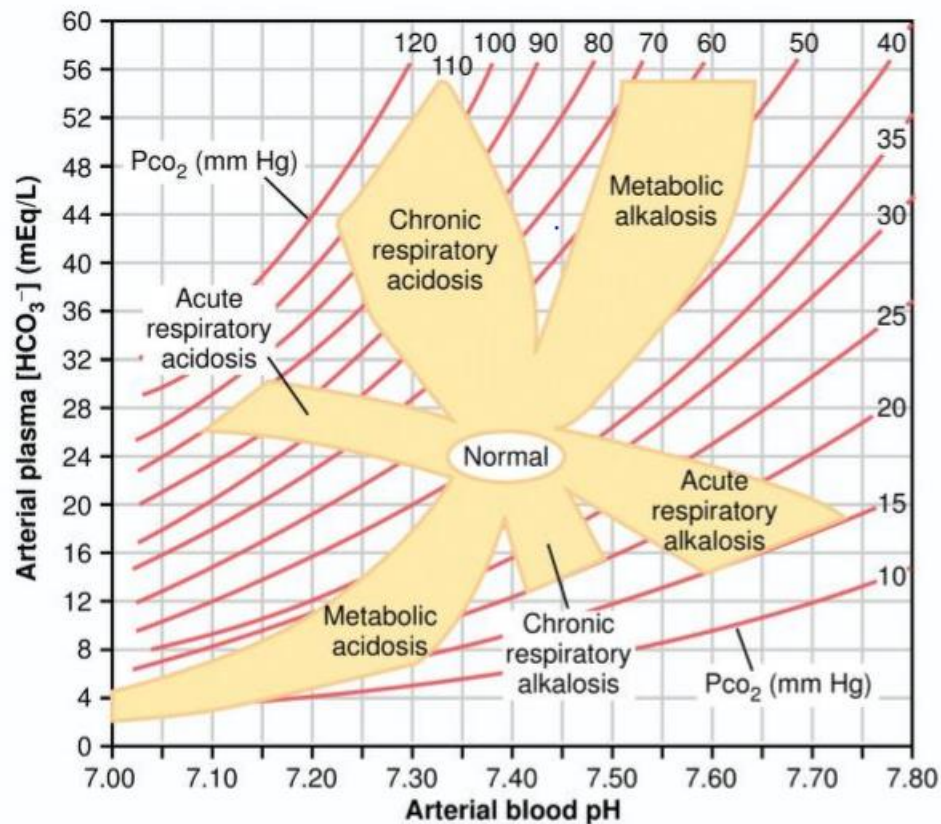 60
56
52
48
44
40
36
32
28
24
20
16
12
8
4
0
Arterial plasma [HCO₃⁻] (mEq/L)
120
110
100
90
80
70
60
50
40
35
30
25
20
15
10
Pco₂ (mm Hg)
Chronic
respiratory
acidosis
Metabolic
alkalosis
Acute
respiratory
acidosis
Normal
Acute
respiratory
alkalosis
Metabolic
acidosis
Chronic
respiratory
alkalosis
Pco₂ (mm Hg)
7.00
7.10
7.20
7.30
7.40
7.50
7.60
7.70
7.80
Arterial blood pH